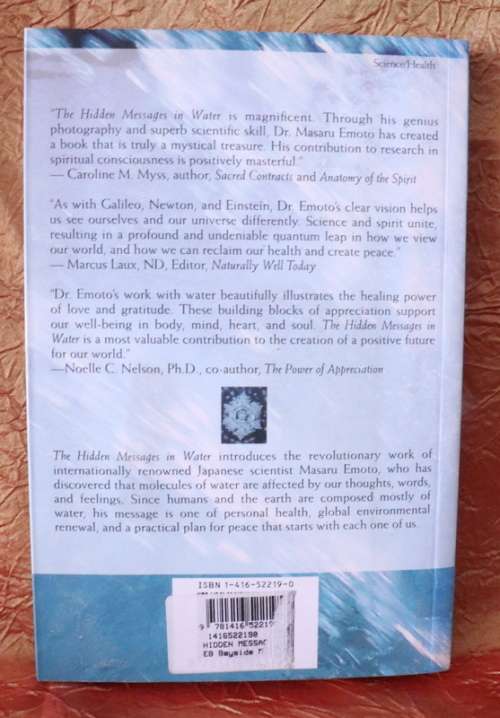 Science/Health
"The Hidden Messages in Water is magnificent. Through his genius
photography and superb scientific skill, Dr. Masaru Emoto has created
a book that is truly a mystical treasure. His contribution to research in
spiritual consciousness is positively masterful."
— Caroline M. Myss, author, Sacred Contracts and Anatomy of the Spirit
"As with Galileo, Newton, and Einstein, Dr. Emoto's clear vision helps
us see ourselves and our universe differently. Science and spirit unite,
resulting in a profound and undeniable quantum leap in how we view
our world, and how we can reclaim our health and create peace."
— Marcus Laux, ND, Editor, Naturally Well Today
"Dr. Emoto's work with water beautifully illustrates the healing power
of love and gratitude. These building blocks of appreciation support
our well-being in body, mind, heart, and soul. The Hidden Messages in
Water is a most valuable contribution to the creation of a positive future
for our world."
—Noelle C. Nelson, Ph.D., co-author, The Power of Appreciation
The Hidden Messages in Water introduces the revolutionary work of
internationally renowned Japanese scientist Masaru Emoto, who has
discovered that molecules of water are affected by our thoughts, words,
and feelings. Since humans and the earth are composed mostly of
water, his message is one of personal health, global environmental
renewal, and a practical plan for peace that starts with each one of us.
ISBN 1-416-52219-0
9 781416 52219
1416522190
HIDDEN MESSAG
EB Bayside